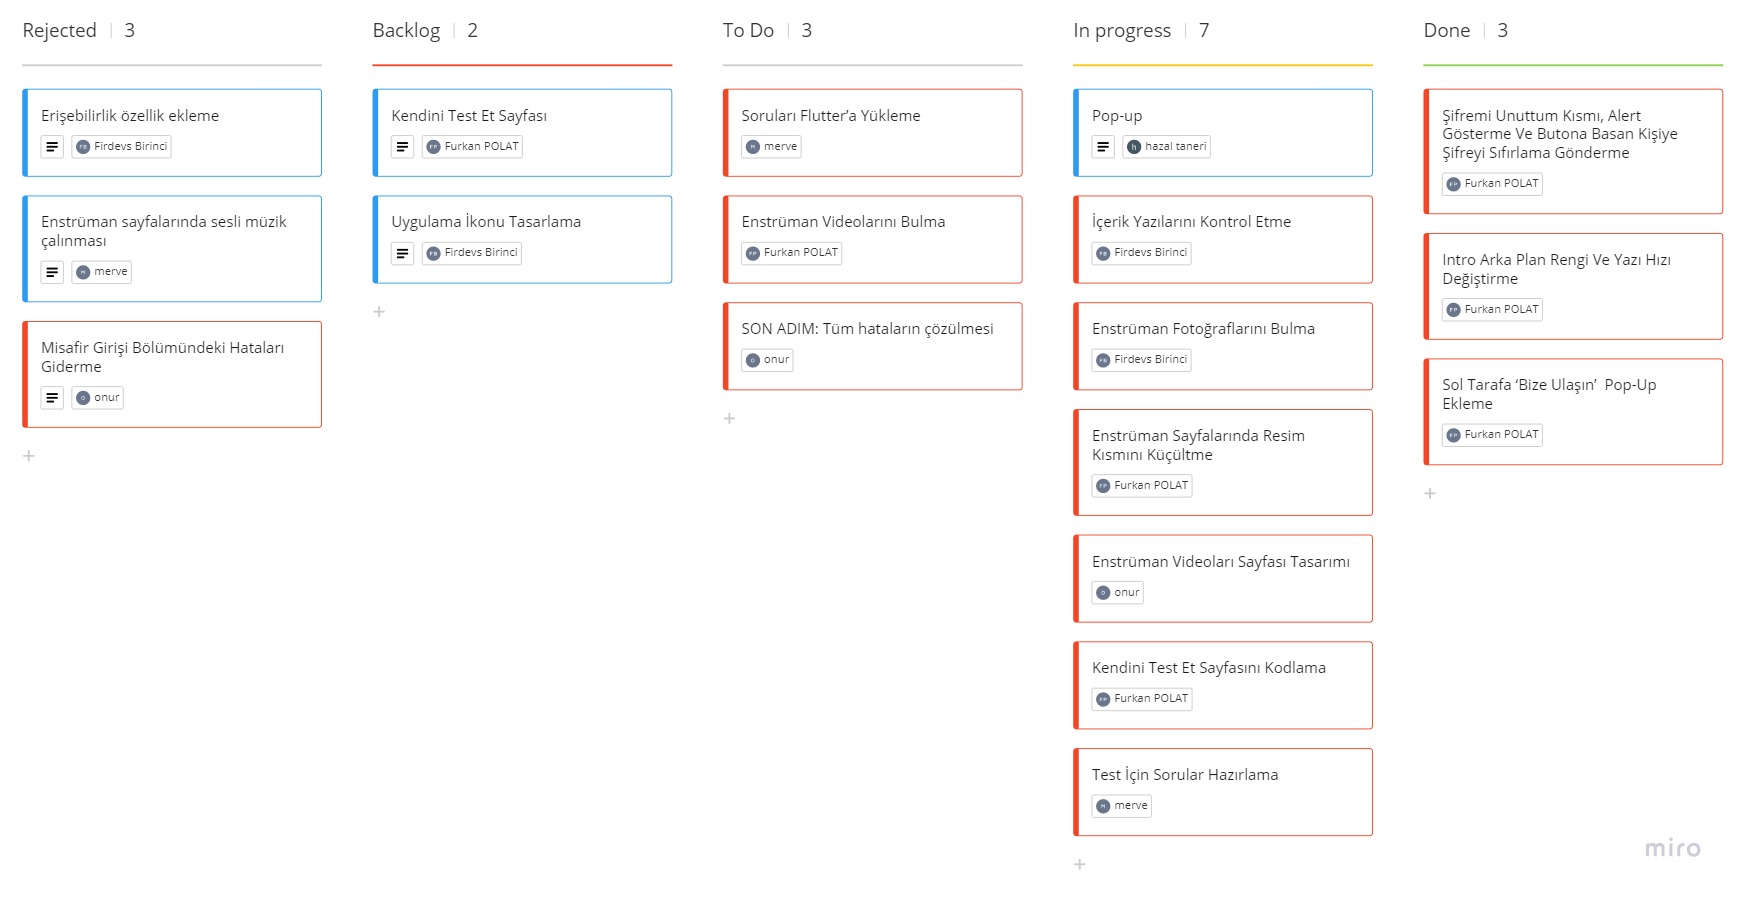 Rejected 3
Erişebilirlik özellik ekleme
FB Firdevs Birinci
Enstrüman sayfalarında sesli müzik
çalınması
M merve
Misafir Girişi Bölümündeki Hataları
Giderme
O onur
+
Backlog 2
Kendini Test Et Sayfası
FP Furkan POLAT
Uygulama İkonu Tasarlama
FB Firdevs Birinci
+
To Do 3
Soruları Flutter’a Yükleme
M merve
Enstrüman Videolarını Bulma
FP Furkan POLAT
SON ADIM: Tüm hataların çözülmesi
O onur
+
In progress 7
Pop-up
h hazal taneri
İçerik Yazılarını Kontrol Etme
FB Firdevs Birinci
Enstrüman Fotoğraflarını Bulma
FB Firdevs Birinci
Enstrüman Sayfalarında Resim
Kısmını Küçültme
FP Furkan POLAT
Enstrüman Videoları Sayfası Tasarımı
O onur
Kendini Test Et Sayfasını Kodlama
FP Furkan POLAT
Test İçin Sorular Hazırlama
M merve
+
Done 3
Şifremi Unuttum Kısmı, Alert
Gösterme Ve Butona Basan Kişiye
Şifreyi Sıfırlama Gönderme
FP Furkan POLAT
Intro Arka Plan Rengi Ve Yazı Hızı
Değiştirme
FP Furkan POLAT
Sol Tarafa ‘Bize Ulaşın’  Pop-Up
Ekleme
FP Furkan POLAT
+
miro